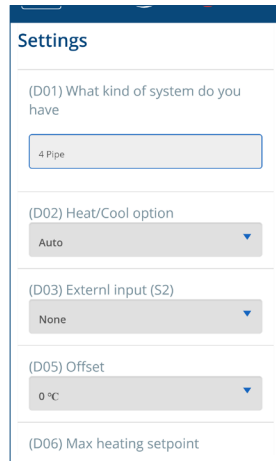 Settings
(D01) What kind of system do you
have
4 Pipe
(D02) Heat/Cool option
Auto
(D03) Externl input (S2)
None
(D05) Offset
0 °C
(D06) Max heating setpoint